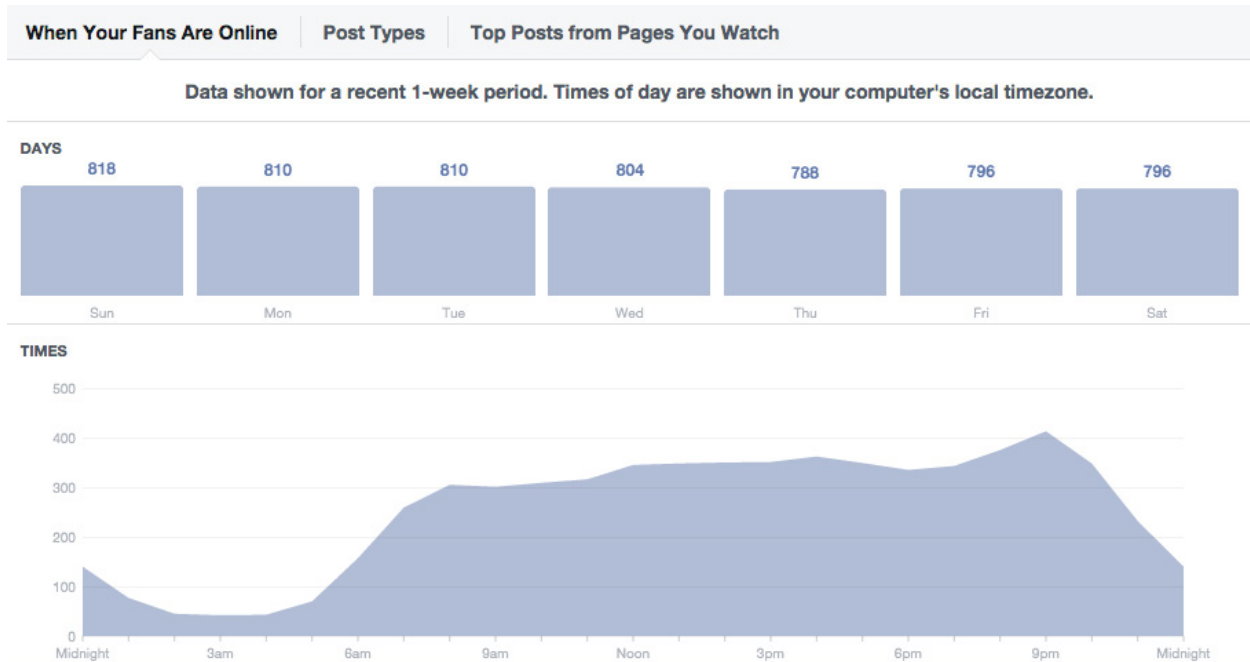 When Your Fans Are Online Post Types Top Posts from Pages You Watch
Data shown for a recent 1-week period. Times of day are shown in your computer's local timezone.
DAYS
818 810 810 804 788 796 796
Sun Mon Tue Wed Thu Fri Sat
TIMES
500
400
300
200
100
0
Midnight 3am 6am 9am Noon 3pm 6pm 9pm Midnight